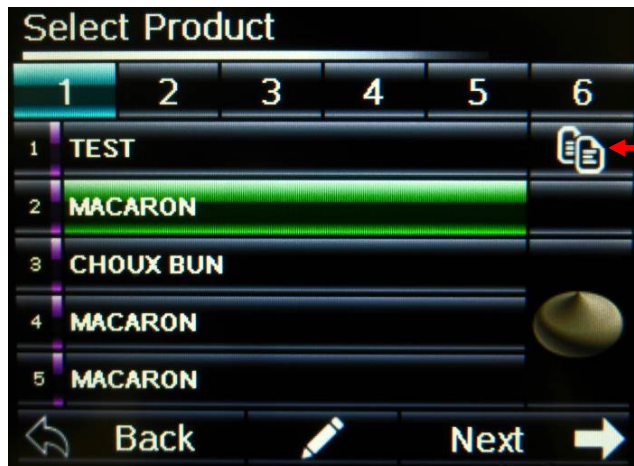 Select Product
1 2 3 4 5 6
1 TEST
2 MACARON
3 CHOUX BUN
4 MACARON
5 MACARON
Back Next